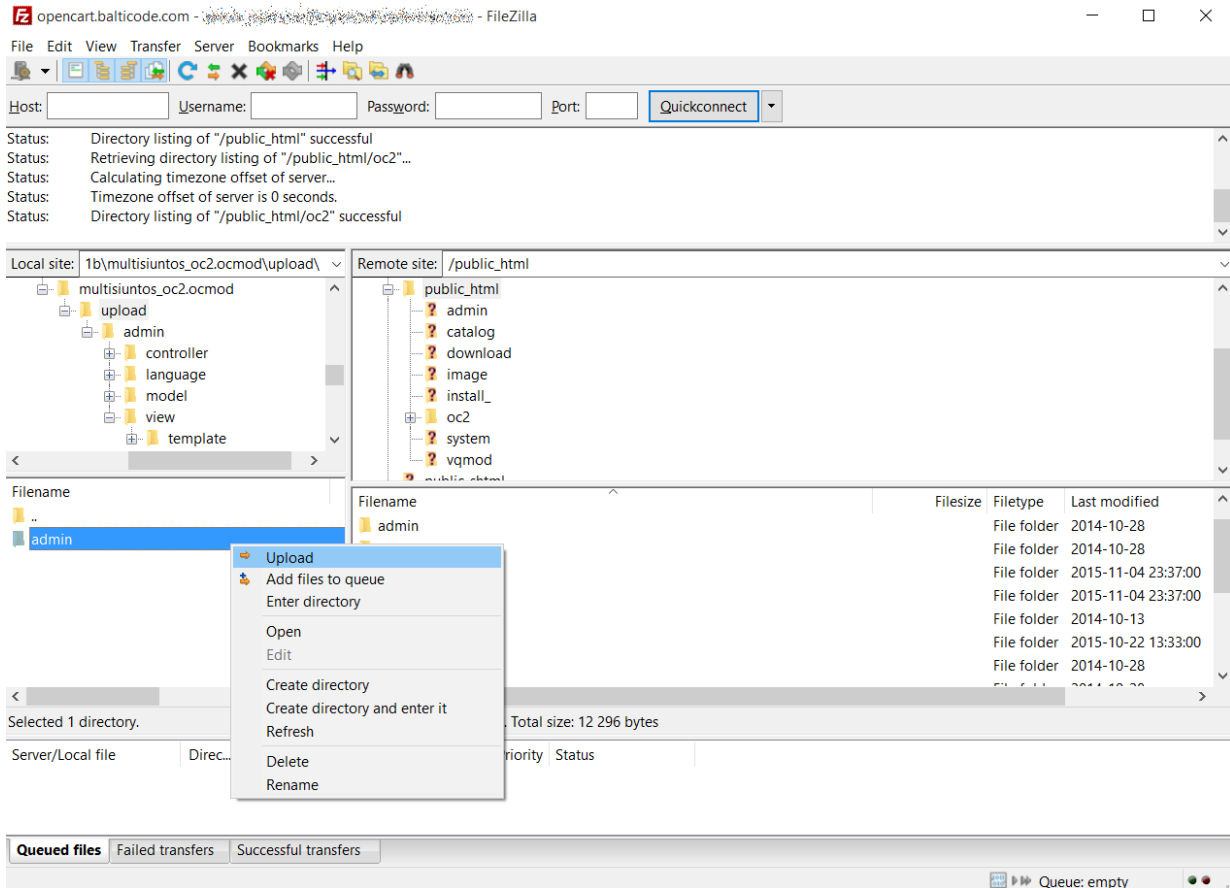 opencart.balticode.com - - FileZilla
File Edit View Transfer Server Bookmarks Help
Host: Username: Password: Port: Quickconnect
Status: Directory listing of "/public_html" successful
Status: Retrieving directory listing of "/public_html/oc2"...
Status: Calculating timezone offset of server...
Status: Timezone offset of server is 0 seconds.
Status: Directory listing of "/public_html/oc2" successful
Local site: 1b\multisiuntos_oc2.ocmod\upload\
multisiuntos_oc2.ocmod
upload
admin
controller
language
model
view
template
Remote site: /public_html
public_html
admin
catalog
download
image
install_
oc2
system
vqmod
Filename
..
admin
Filename Filesize Filetype Last modified
admin File folder 2014-10-28
File folder 2014-10-28
File folder 2015-11-04 23:37:00
File folder 2015-11-04 23:37:00
File folder 2014-10-13
File folder 2015-10-22 13:33:00
File folder 2014-10-28
Upload
Add files to queue
Enter directory
Open
Edit
Create directory
Create directory and enter it
Refresh
Delete
Rename
Selected 1 directory. . Total size: 12 296 bytes
Server/Local file Direc... Status
Queued files Failed transfers Successful transfers
Queue: empty